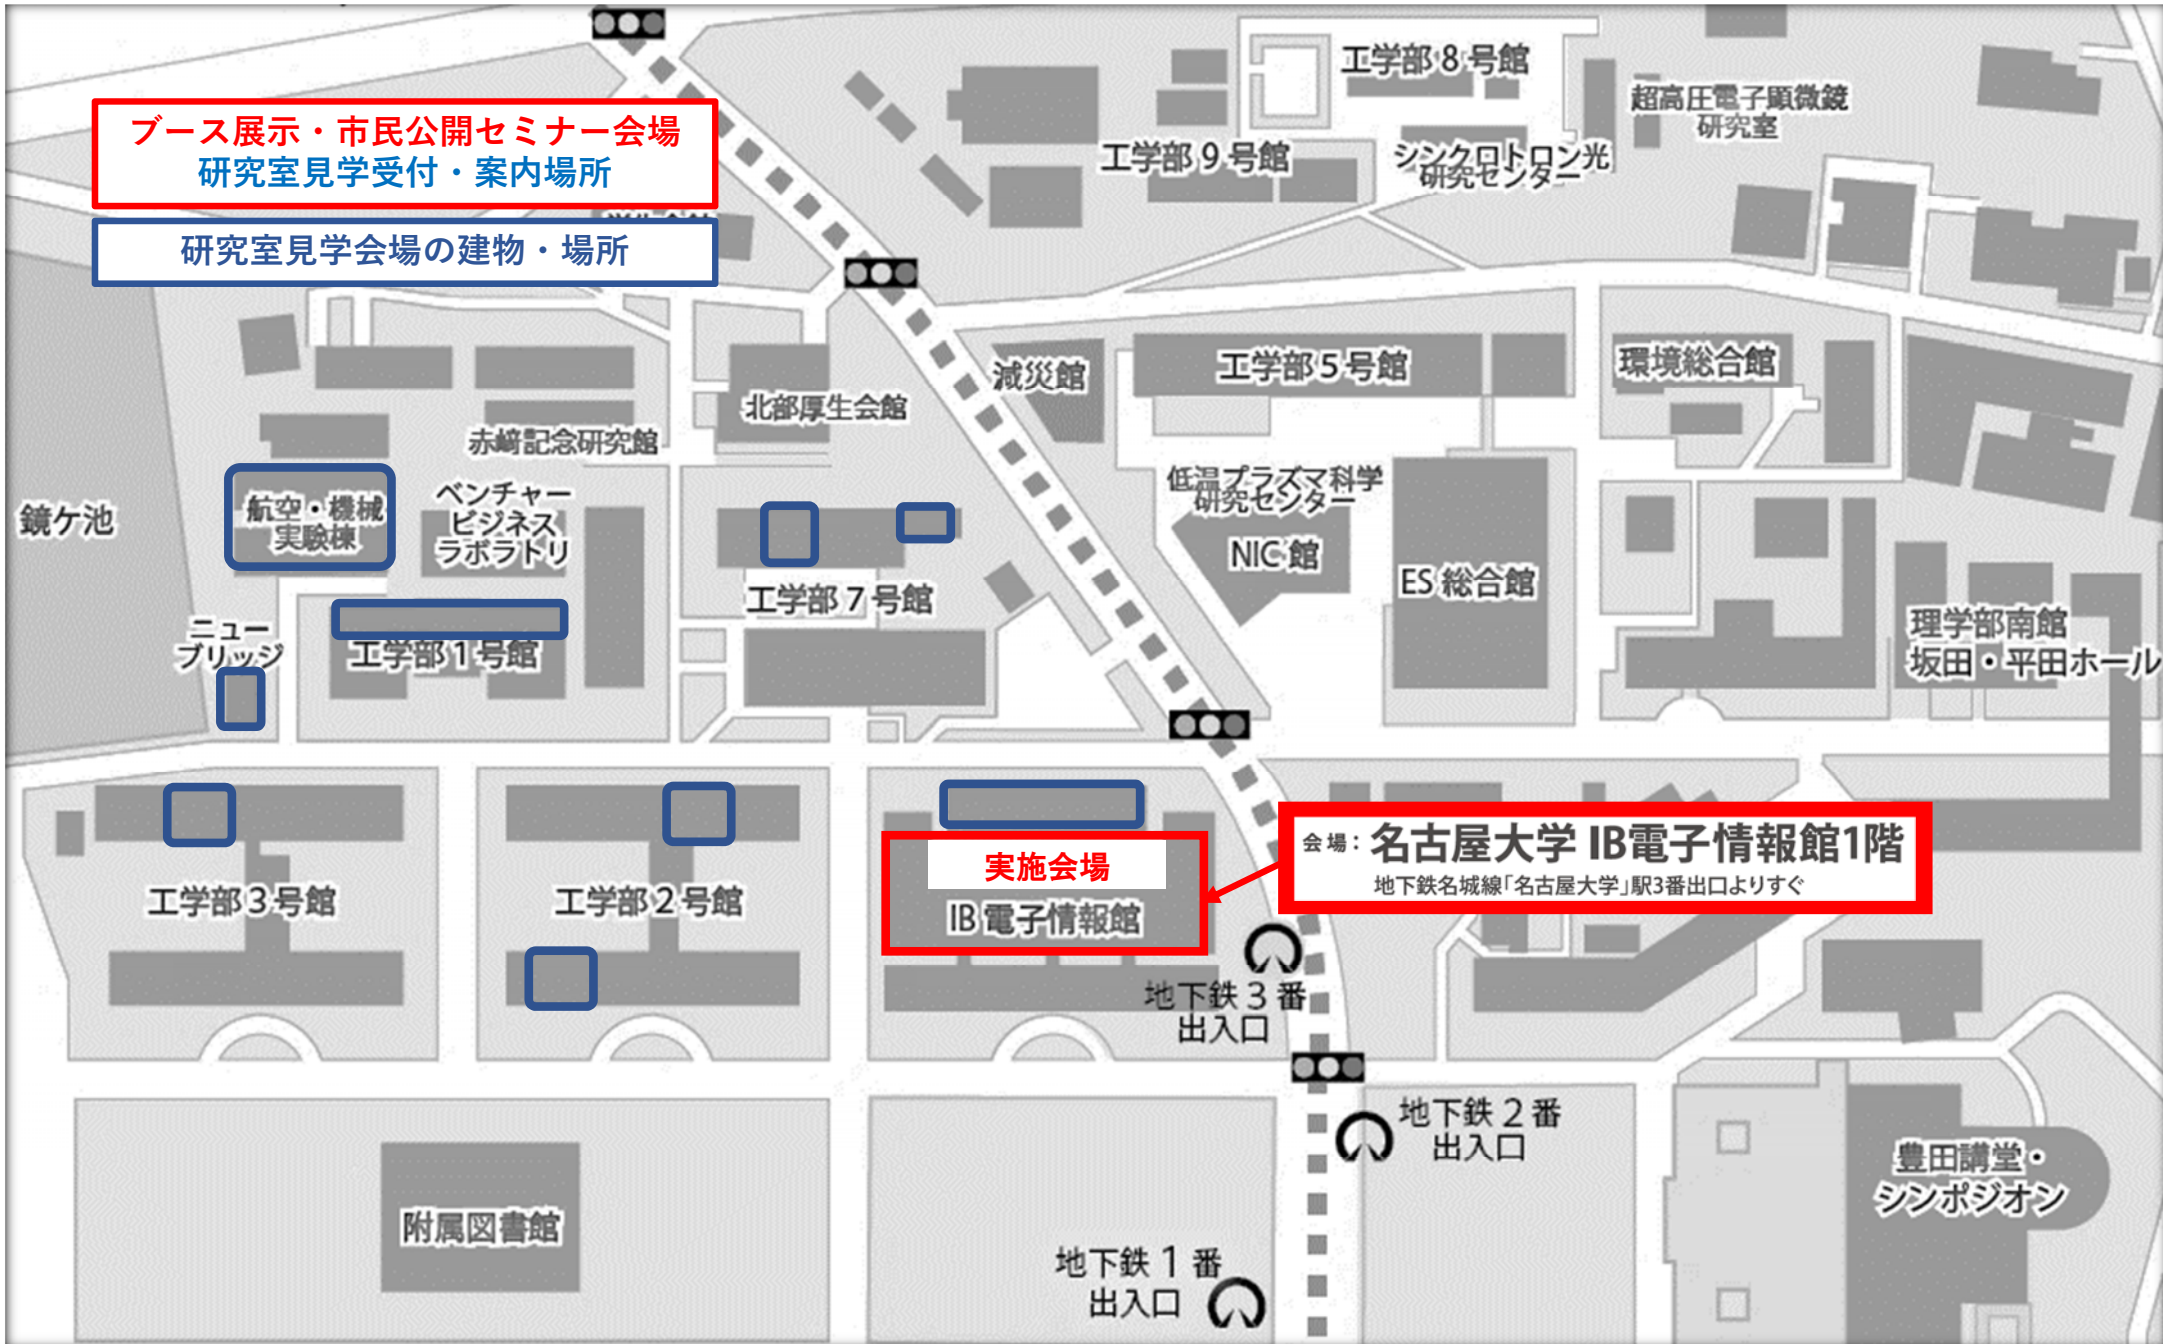 工学部8号館
超高圧電子顕微鏡
研究室
ブース展示・市民公開セミナー会場
研究室見学受付・案内場所
工学部9号館
シンクロトロン光
研究センター
研究室見学会場の建物・場所
減災館
工学部5号館
環境総合館
北部厚生会館
赤﨑記念研究館
低温プラズマ科学
研究センター
鏡ケ池
航空・機械
実験棟
ベンチャー
ビジネス
ラボラトリ
NIC館
ES総合館
工学部7号館
ニュー
ブリッジ
工学部1号館
理学部南館
坂田・平田ホール
実施会場
IB電子情報館
会場：名古屋大学 IB電子情報館1階
地下鉄名城線「名古屋大学」駅3番出口よりすぐ
工学部3号館
工学部2号館
地下鉄3番
出入口
地下鉄2番
出入口
豊田講堂・
シンポジオン
附属図書館
地下鉄1番
出入口